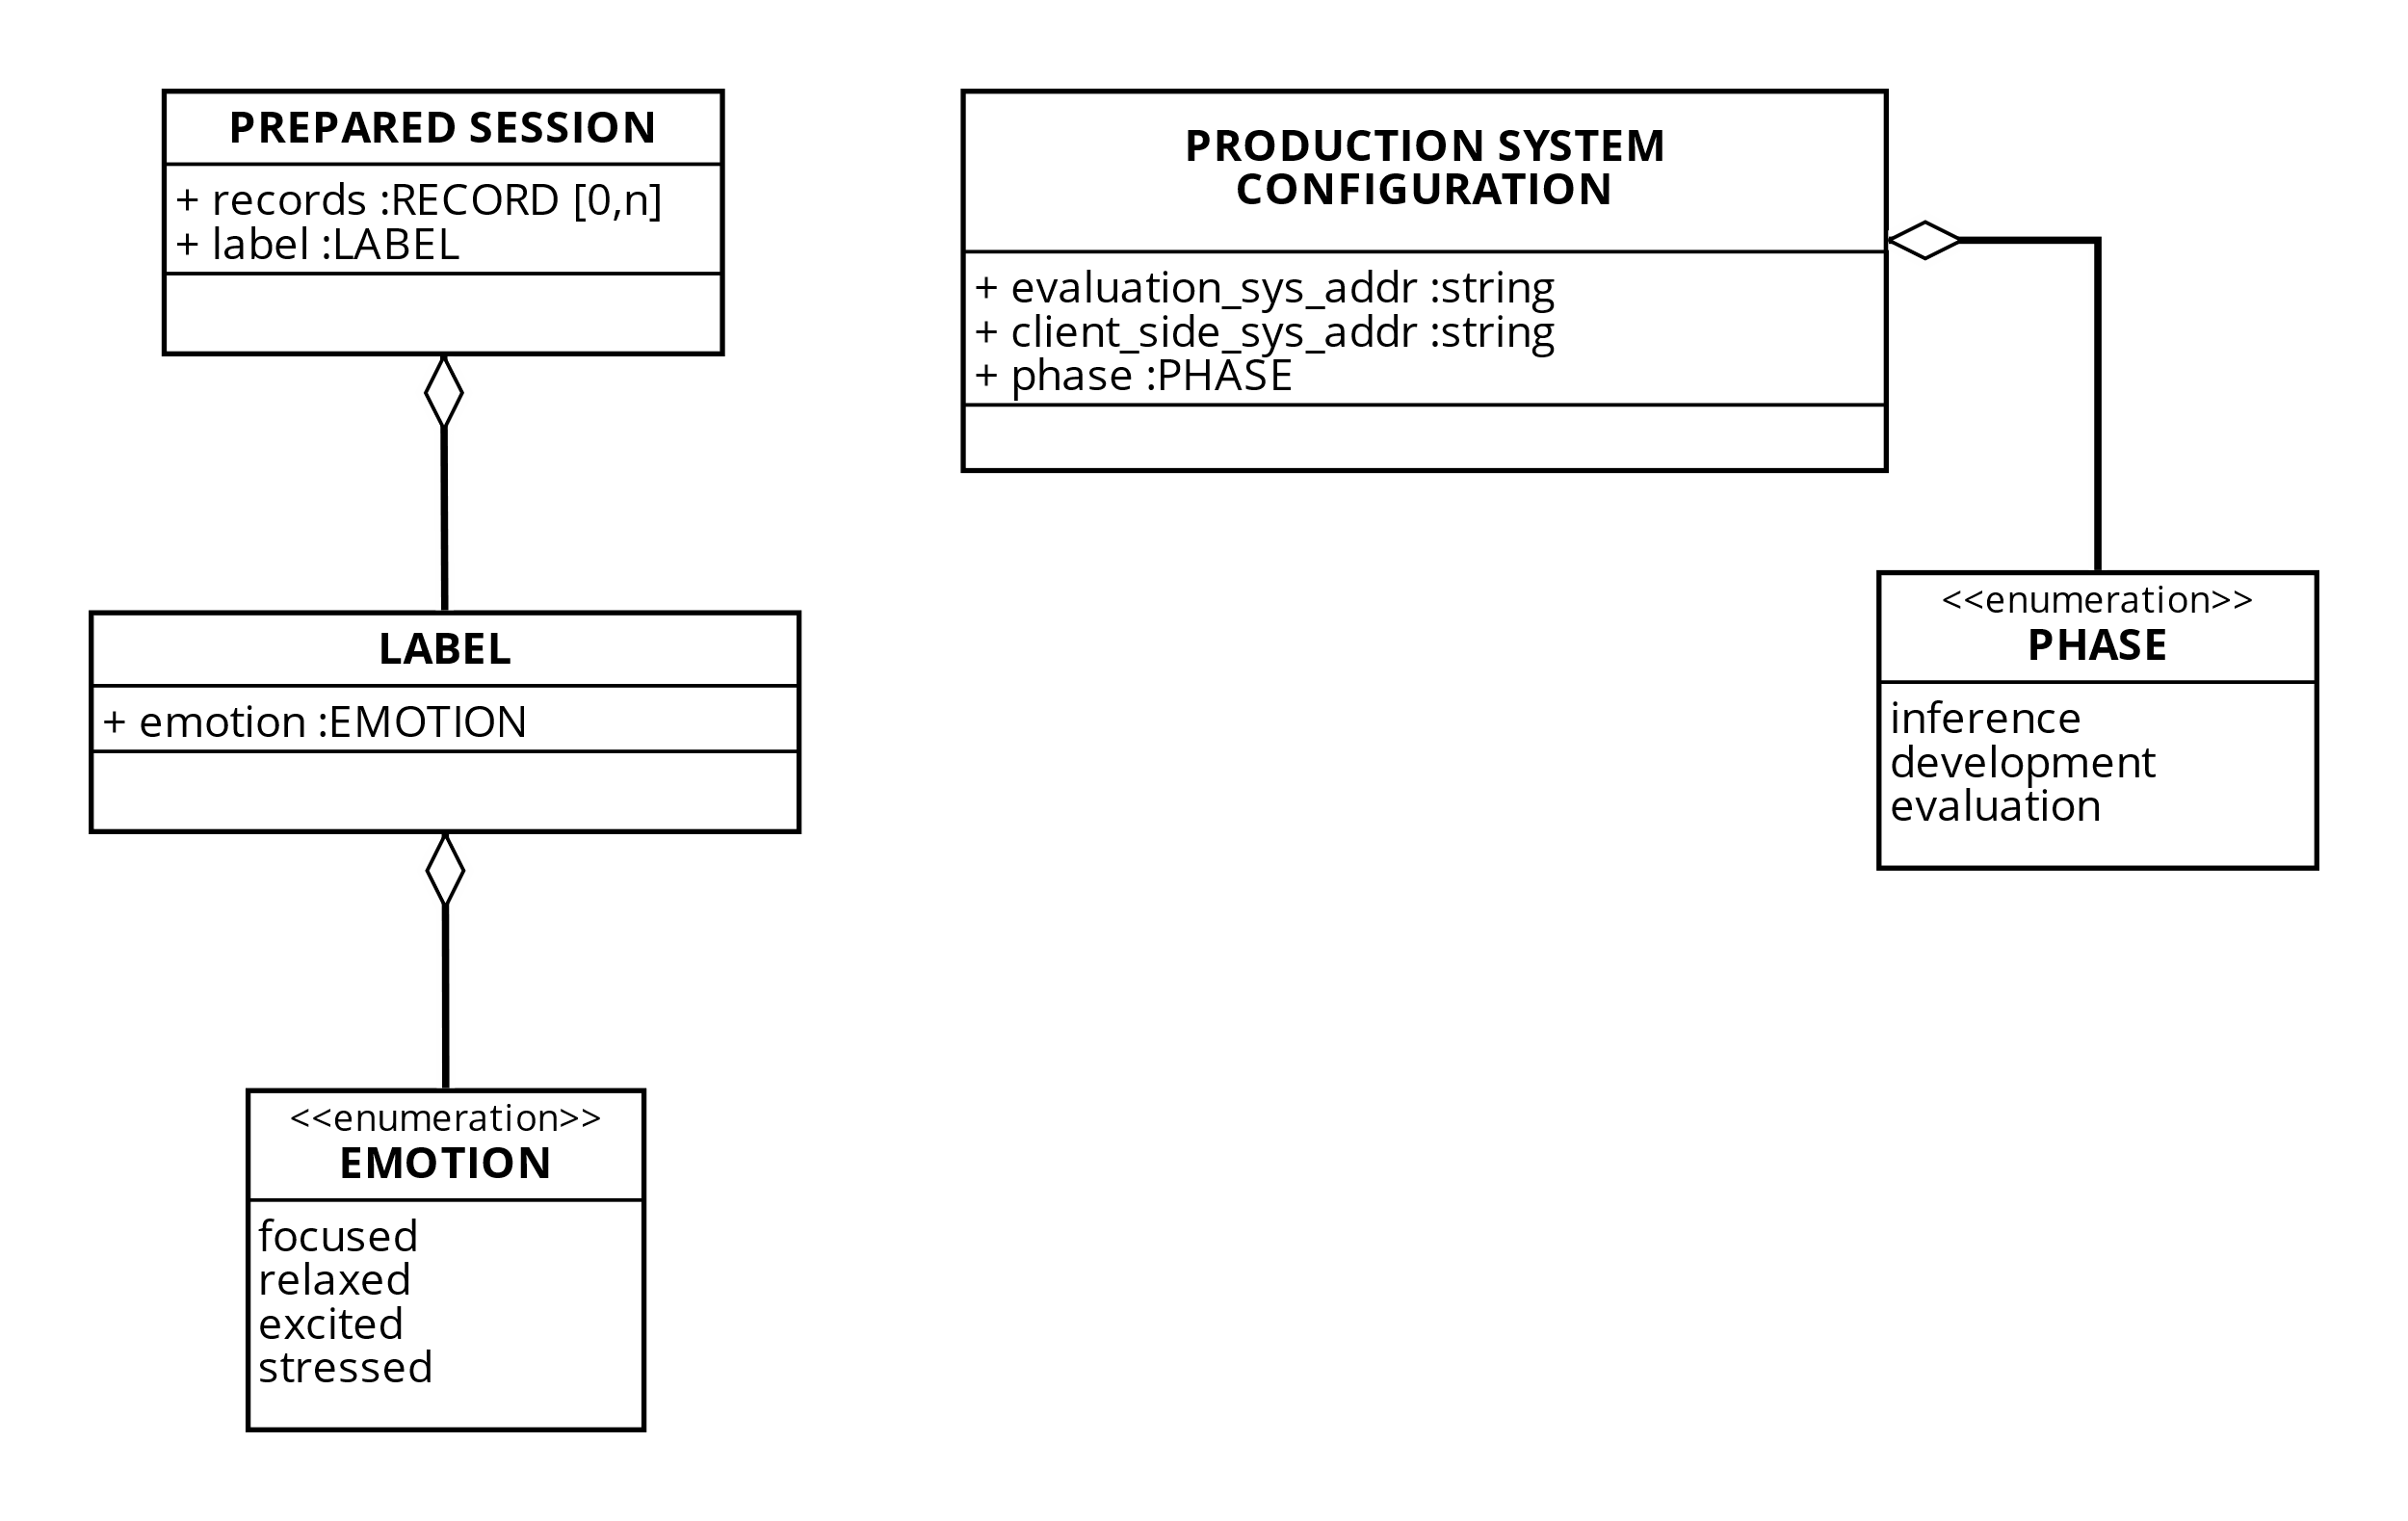 PREPARED SESSION
+ records :RECORD [0,n]
+ label :LABEL
PRODUCTION SYSTEM
CONFIGURATION
+ evaluation_sys_addr :string
+ client_side_sys_addr :string
+ phase :PHASE
LABEL
+ emotion :EMOTION
<<enumeration>>
PHASE
inference
development
evaluation
<<enumeration>>
EMOTION
focused
relaxed
excited
stressed